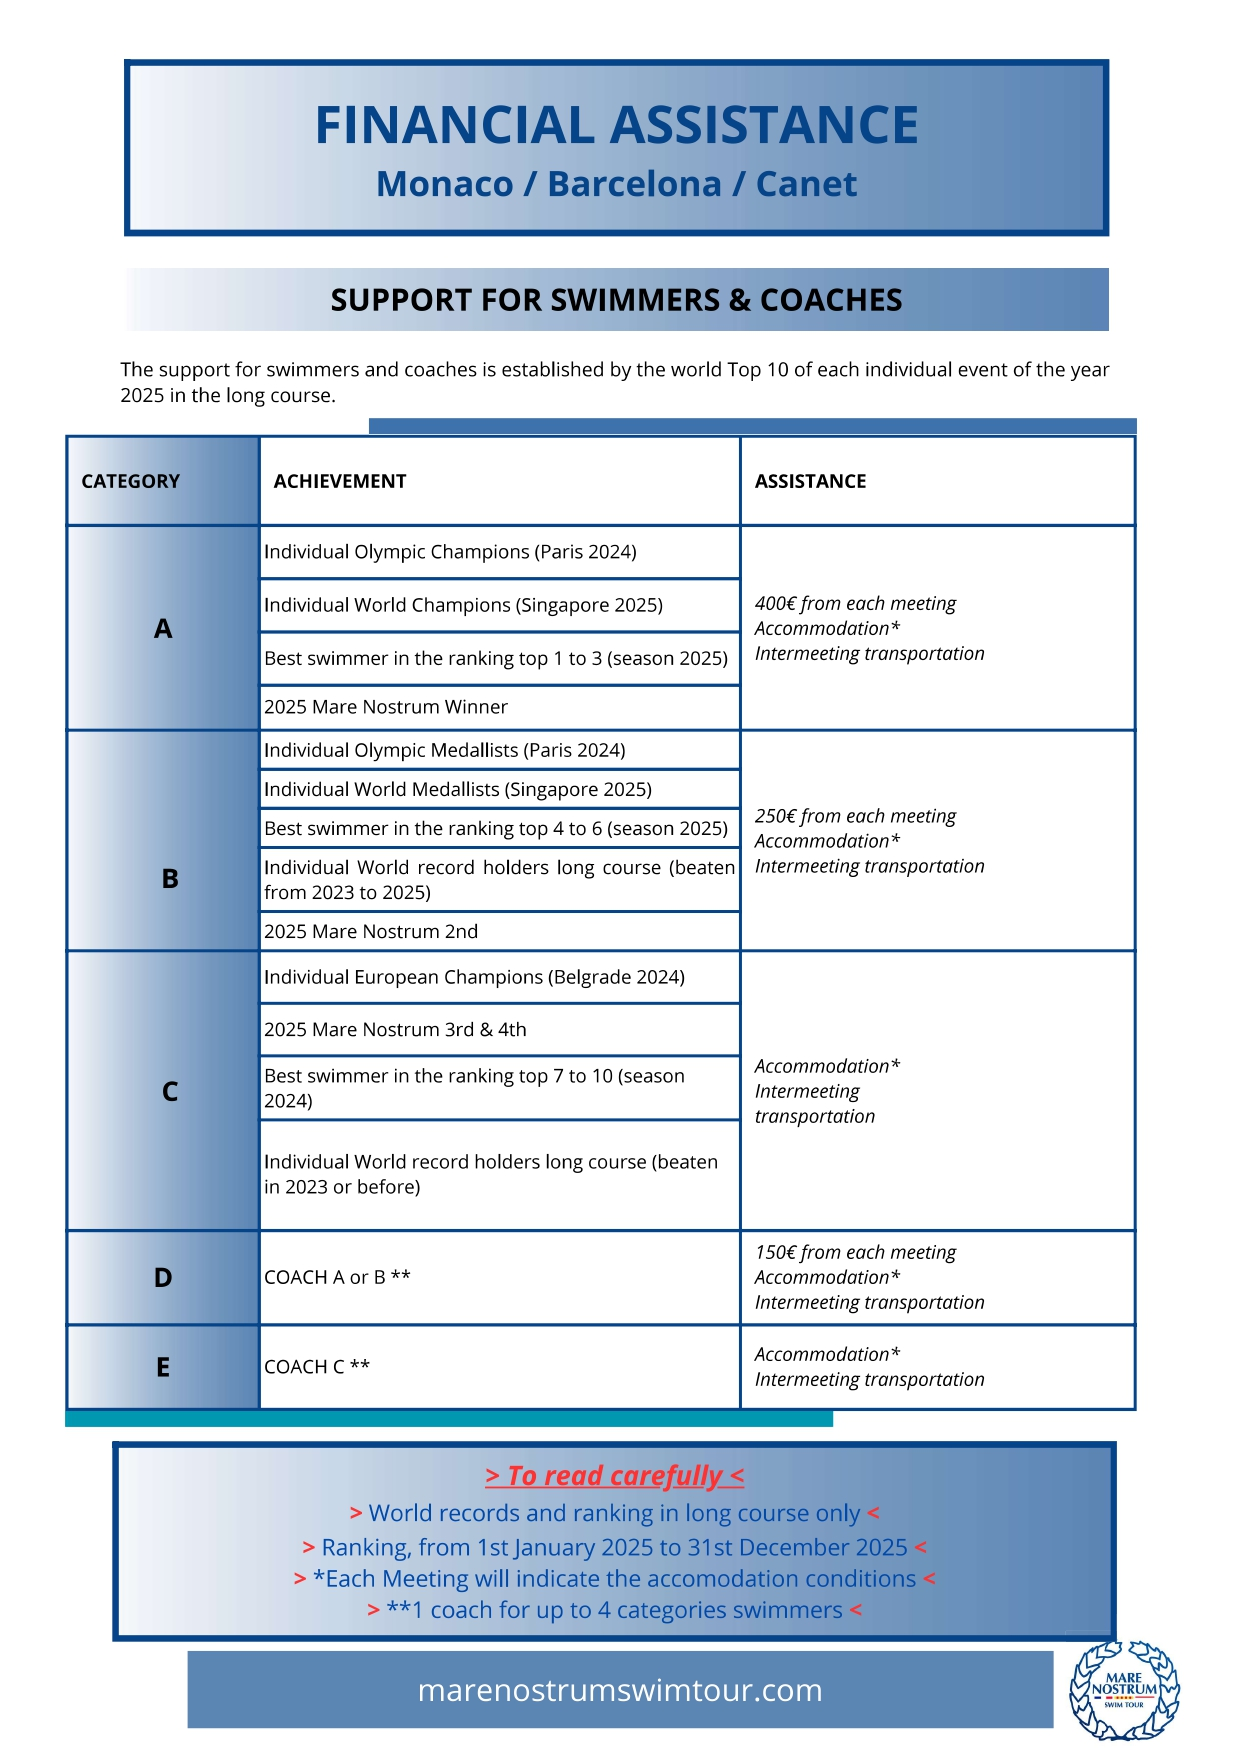 FINANCIAL ASSISTANCE
Monaco / Barcelona / Canet
SUPPORT FOR SWIMMERS & COACHES
The support for swimmers and coaches is established by the world Top 10 of each individual event of the year
2025 in the long course.
CATEGORY
ACHIEVEMENT
ASSISTANCE
A
Individual Olympic Champions (Paris 2024)
Individual World Champions (Singapore 2025)
Best swimmer in the ranking top 1 to 3 (season 2025)
2025 Mare Nostrum Winner
400€ from each meeting
Accommodation*
Intermeeting transportation
B
Individual Olympic Medallists (Paris 2024)
Individual World Medallists (Singapore 2025)
Best swimmer in the ranking top 4 to 6 (season 2025)
Individual World record holders long course (beaten
from 2023 to 2025)
2025 Mare Nostrum 2nd
250€ from each meeting
Accommodation*
Intermeeting transportation
C
Individual European Champions (Belgrade 2024)
2025 Mare Nostrum 3rd & 4th
Best swimmer in the ranking top 7 to 10 (season
2024)
Individual World record holders long course (beaten
in 2023 or before)
Accommodation*
Intermeeting
transportation
D
COACH A or B **
150€ from each meeting
Accommodation*
Intermeeting transportation
E
COACH C **
Accommodation*
Intermeeting transportation
> To read carefully <
> World records and ranking in long course only <
> Ranking, from 1st January 2025 to 31st December 2025 <
> *Each Meeting will indicate the accomodation conditions <
> **1 coach for up to 4 categories swimmers <
marenostrumswimtour.com
MARE
NOSTRUM
SWIM TOUR